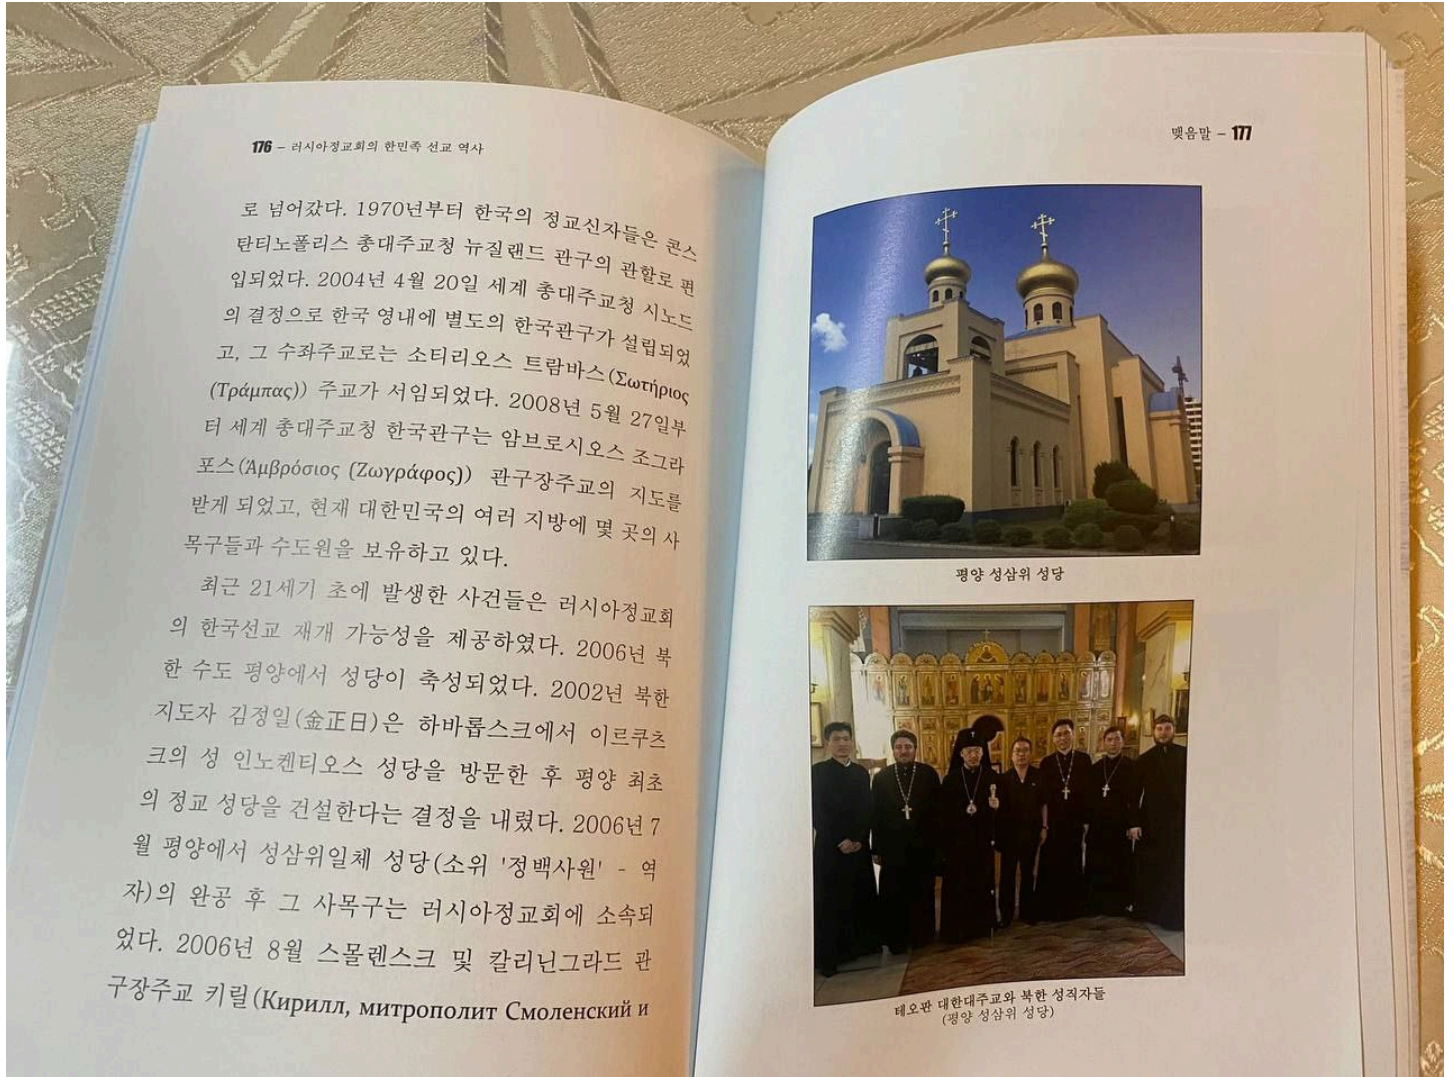 176 – 러시아정교회의 한민족 선교 역사
로 넘어갔다. 1970년부터 한국의 정교신자들은 콘스
탄티노폴리스 총대주교청 뉴질랜드 관구의 관할로 편
입되었다. 2004년 4월 20일 세계 총대주교청 시노드
의 결정으로 한국 영내에 별도의 한국관구가 설립되었
고, 그 수좌주교로는 소티리오스 트람바스(Σωτήριος
(Τράμπας)) 주교가 서임되었다. 2008년 5월 27일부
터 세계 총대주교청 한국관구는 암브로시오스 조그라
포스(Ἀμβρόσιος (Ζωγράφος)) 관구장주교의 지도를
받게 되었고, 현재 대한민국의 여러 지방에 몇 곳의 사
목구들과 수도원을 보유하고 있다.
최근 21세기 초에 발생한 사건들은 러시아정교회
의 한국선교 재개 가능성을 제공하였다. 2006년 북
한 수도 평양에서 성당이 축성되었다. 2002년 북한
지도자 김정일(金正日)은 하바롭스크에서 이르쿠츠
크의 성 인노켄티오스 성당을 방문한 후 평양 최초
의 정교 성당을 건설한다는 결정을 내렸다. 2006년 7
월 평양에서 성삼위일체 성당(소위 '정백사원' - 역
자)의 완공 후 그 사목구는 러시아정교회에 소속되
었다. 2006년 8월 스몰렌스크 및 칼리닌그라드 관
구장주교 키릴(Кирилл, митрополит Смоленский и
맺음말 – 177
평양 성삼위 성당
테오판 대한대주교와 북한 성직자들
(평양 성삼위 성당)